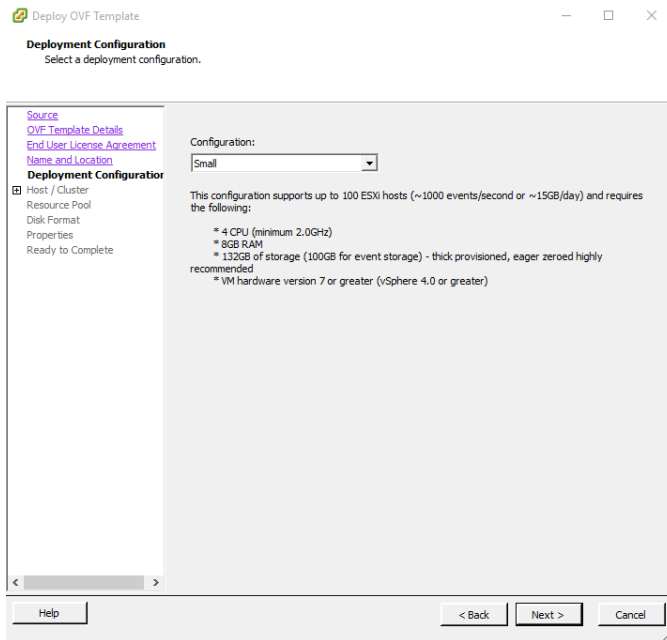 Deploy OVF Template
Deployment Configuration
Select a deployment configuration.
Source
OVF Template Details
End User License Agreement
Name and Location
Deployment Configuration
Host / Cluster
Resource Pool
Disk Format
Properties
Ready to Complete
Configuration:
Small
This configuration supports up to 100 ESXi hosts (~1000 events/second or ~15GB/day) and requires
the following:
* 4 CPU (minimum 2.0GHz)
* 8GB RAM
* 132GB of storage (100GB for event storage) - thick provisioned, eager zeroed highly
recommended
* VM hardware version 7 or greater (vSphere 4.0 or greater)
Help
< Back
Next >
Cancel